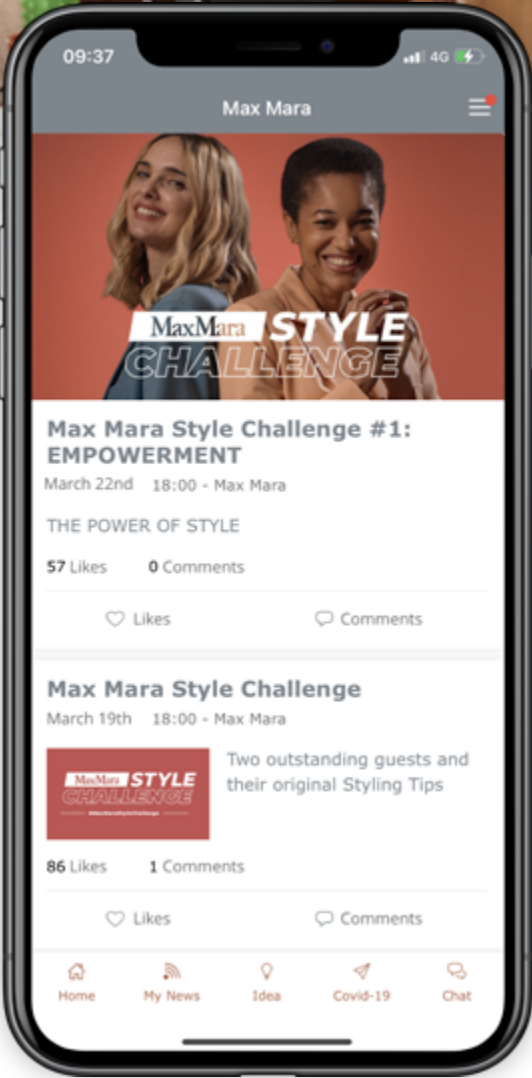 09:37
4G
Max Mara
MaxMara STYLE
CHALLENGE
Max Mara Style Challenge #1:
EMPOWERMENT
March 22nd 18:00 - Max Mara
THE POWER OF STYLE
57 Likes 0 Comments
Likes Comments
Max Mara Style Challenge
March 19th 18:00 - Max Mara
MaxMara STYLE
CHALLENGE
Two outstanding guests and
their original Styling Tips
86 Likes 1 Comments
Likes Comments
Home My News Idea Covid-19 Chat